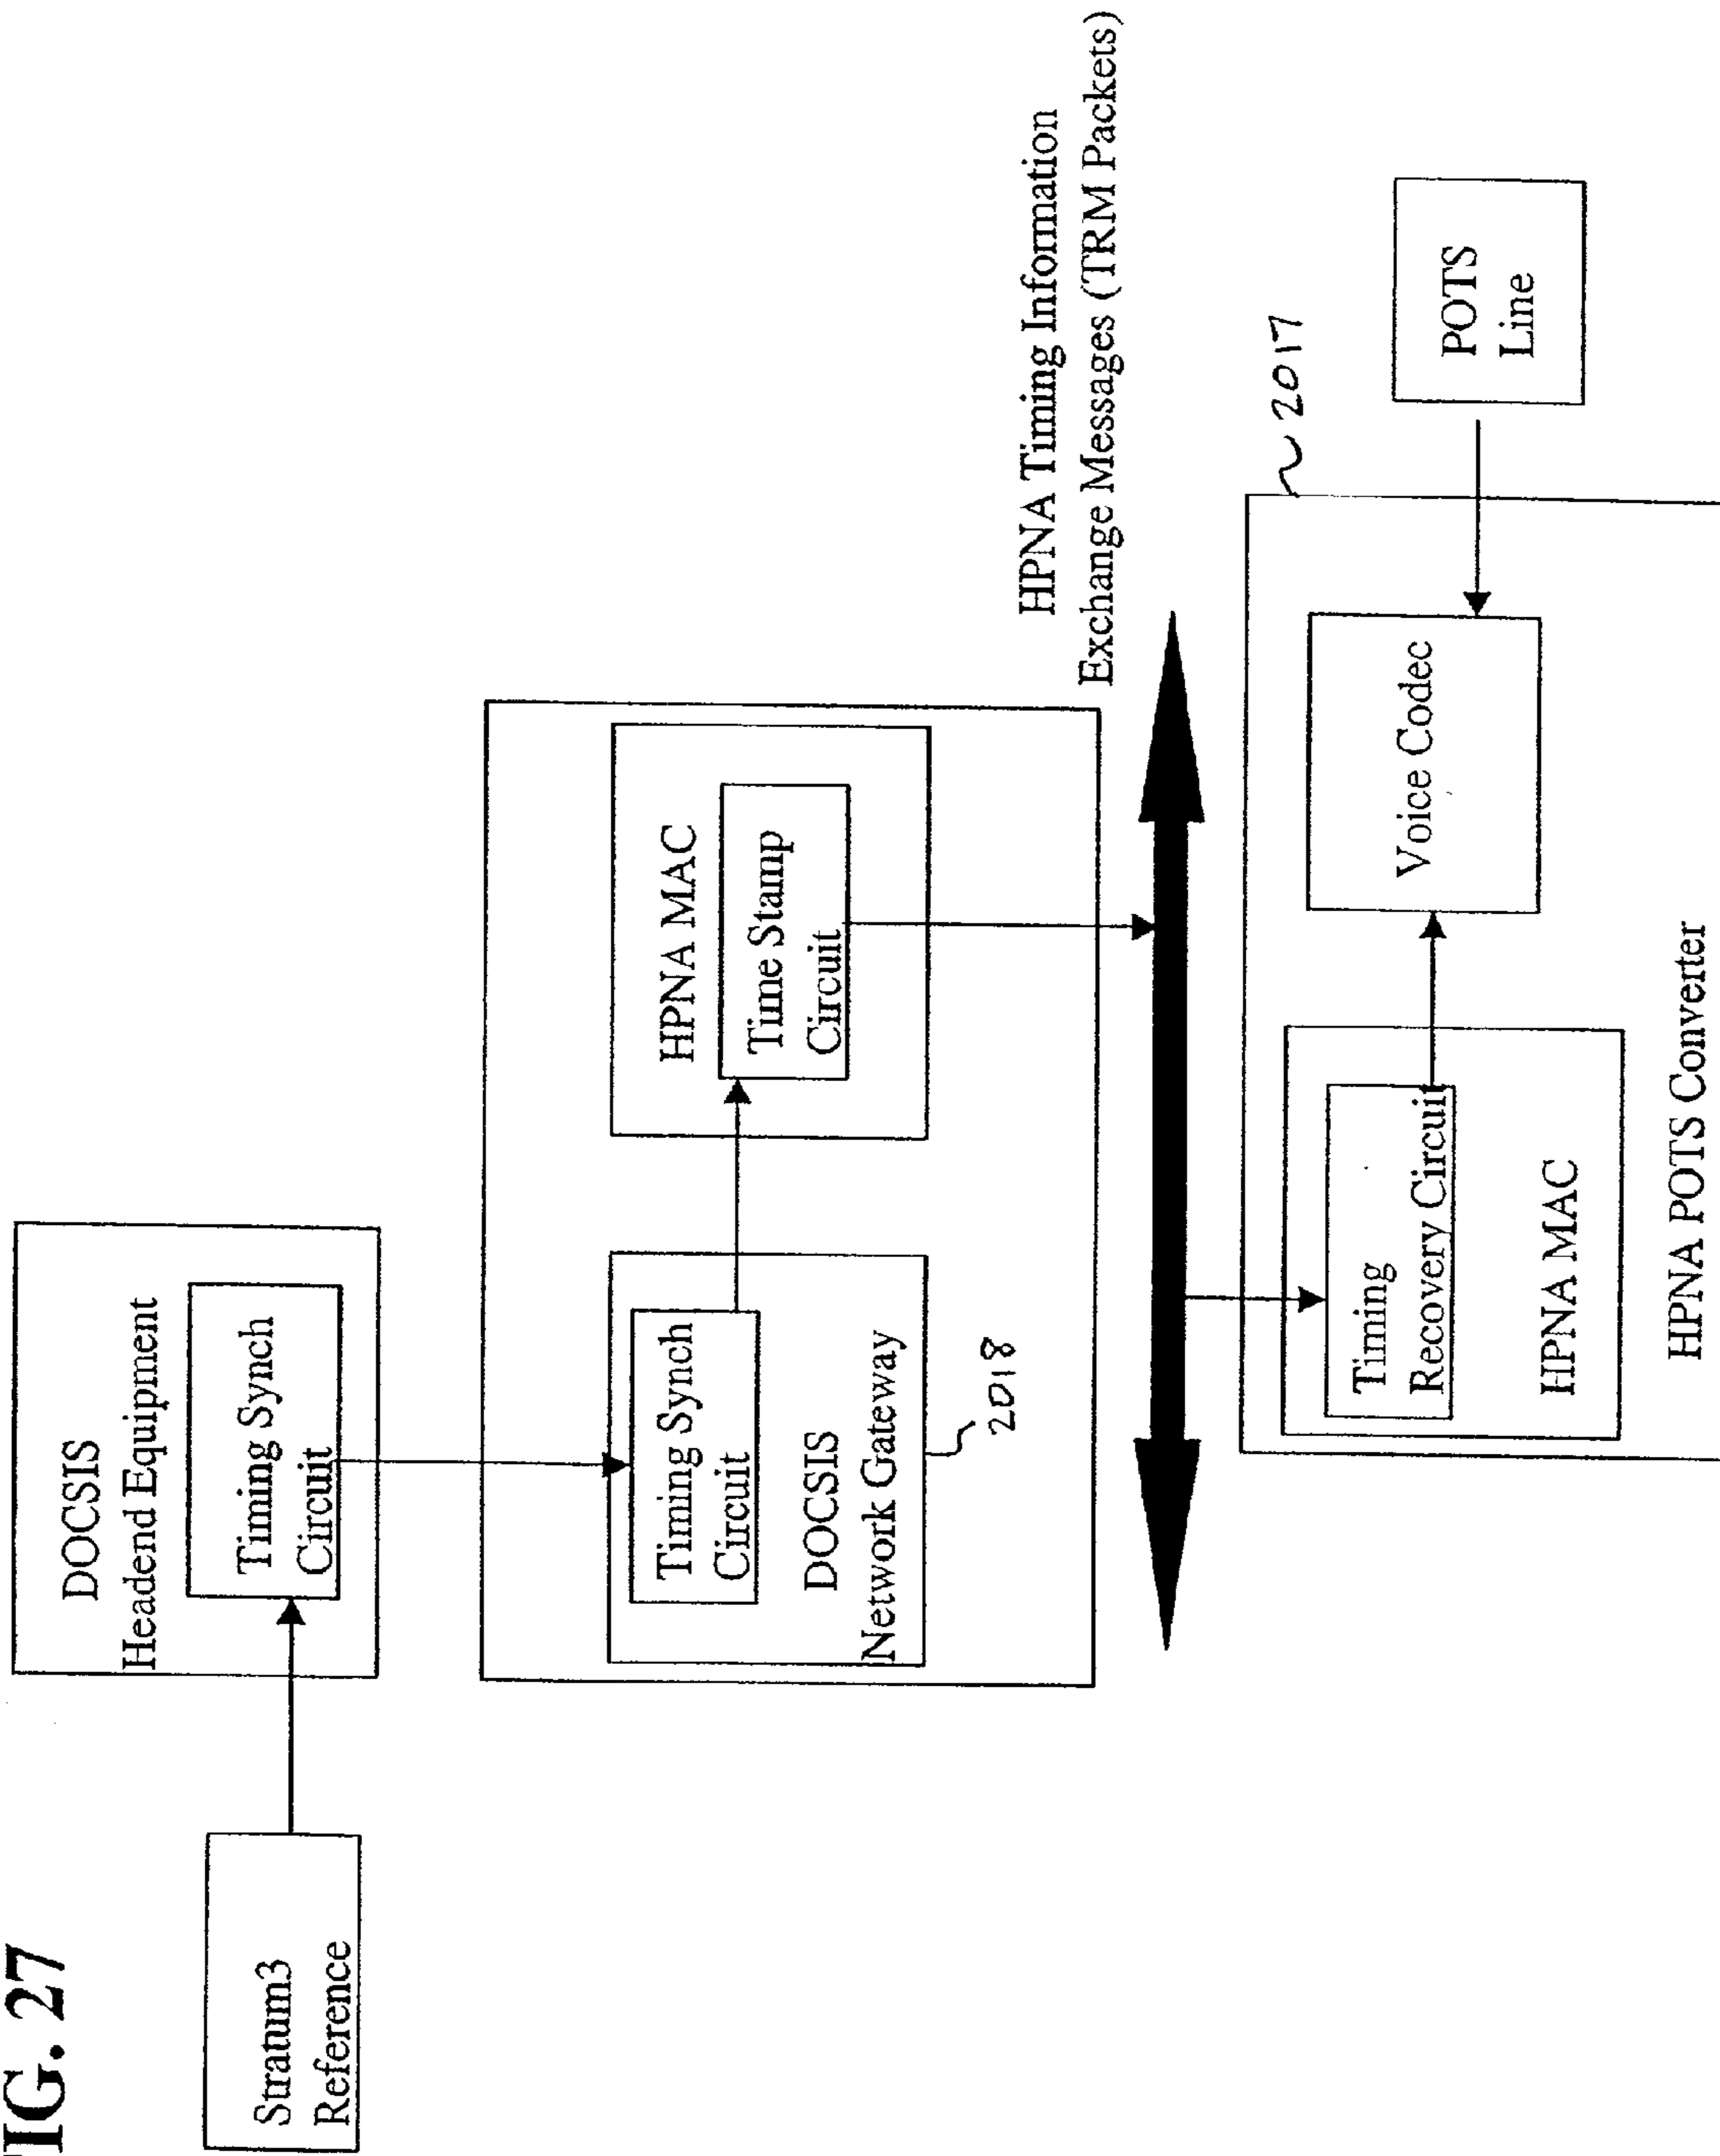 FIG. 27
Stratum3
Reference
DOCSIS
Headend Equipment
Timing Synch
Circuit
Timing Synch
Circuit
DOCSIS
Network Gateway
2018
HPNA MAC
Time Stamp
Circuit
HPNA Timing Information
Exchange Messages (TRM Packets)
2017
Timing
Recovery Circuit
HPNA MAC
Voice Codec
POTS
Line
HPNA POTS Converter